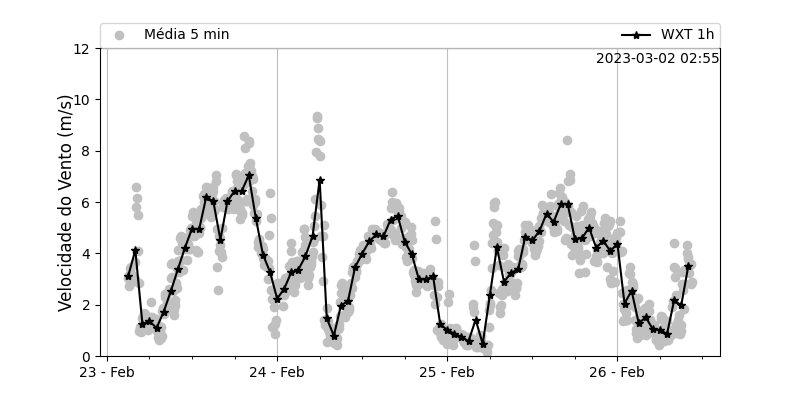 Média 5 min
WXT 1h
2023-03-02 02:55
Velocidade do Vento (m/s)
12
10
8
6
4
2
0
23 - Feb
24 - Feb
25 - Feb
26 - Feb